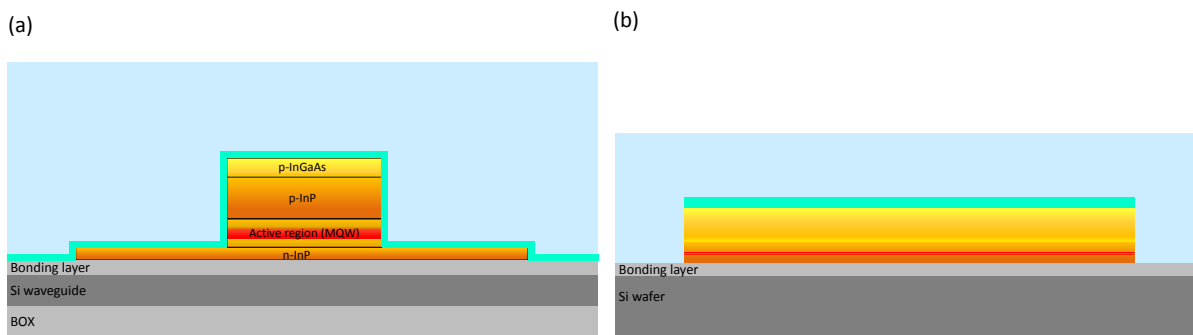 (a)
p-InGaAs
p-InP
Active region (MQW)
n-InP
Bonding layer
Si waveguide
BOX
(b)
Bonding layer
Si wafer